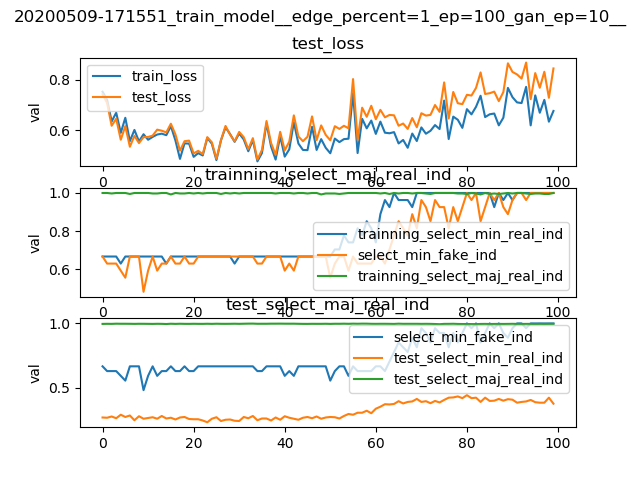 20200509-171551_train_model__edge_percent=1_ep=100_gan_ep=10__
test_loss
train_loss
test_loss
0.8
0.6
val
0 20 40 60 80 100
trainning_select_maj_real_ind
1.0
0.8
0.6
val
trainning_select_min_real_ind
select_min_fake_ind
trainning_select_maj_real_ind
0 20 40 60 80 100
test_select_maj_real_ind
1.0
0.5
val
select_min_fake_ind
test_select_min_real_ind
test_select_maj_real_ind
0 20 40 60 80 100